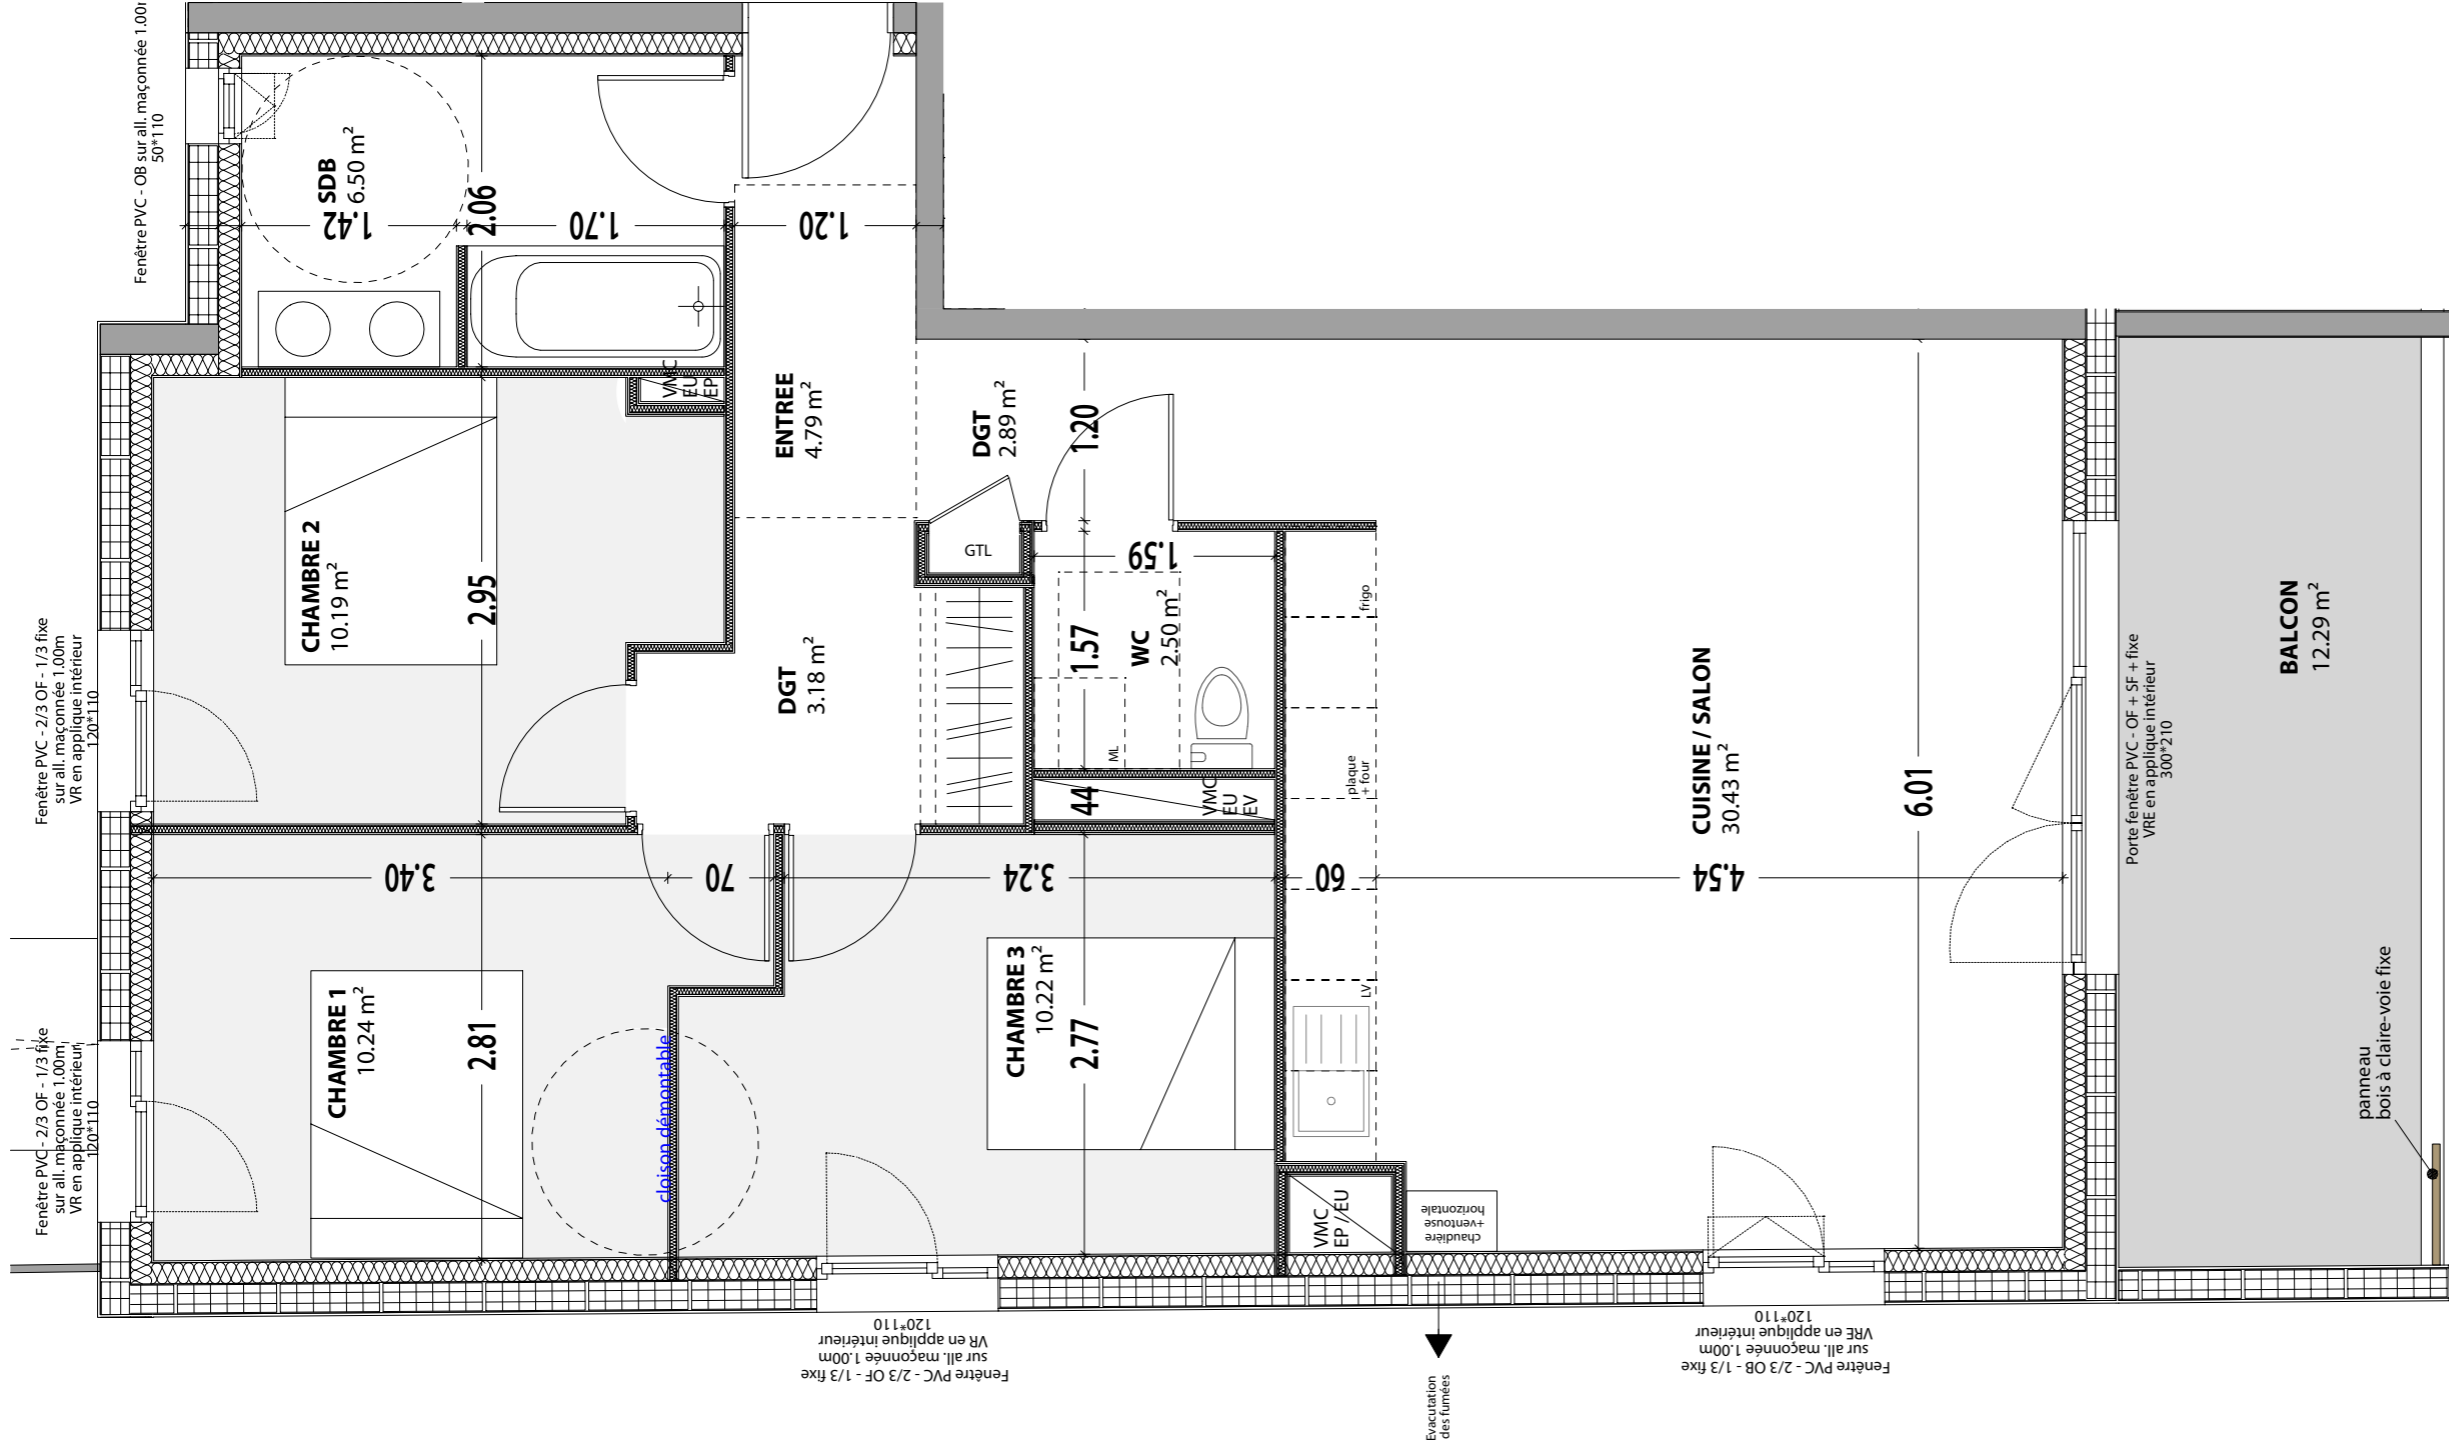 Fenêtre PVC - OB sur all. maçonnée 1.00m
50*110
SDB
6.50 m²
1.42
2.06
1.70
1.20
VMC
EU
EP
ENTREE
4.79 m²
DGT
2.89 m²
1.20
Fenêtre PVC - 2/3 OF - 1/3 fixe
sur all. maçonnée 1.00m
VR en applique intérieur
120*110
CHAMBRE 2
10.19 m²
2.95
GTL
1.59
DGT
3.18 m²
1.57
WC
2.50 m²
ML
44
VMC
EU
EV
frigo
plaque
+ four
LV
CUISINE / SALON
30.43 m²
6.01
Porte fenêtre PVC - OF + SF + fixe
VRE en applique intérieur
300*210
BALCON
12.29 m²
3.40
70
3.24
60
4.54
Fenêtre PVC - 2/3 OF - 1/3 fixe
sur all. maçonnée 1.00m
VR en applique intérieur
120*110
CHAMBRE 1
10.24 m²
2.81
cloison démontable
CHAMBRE 3
10.22 m²
2.77
VMC
EP / EU
chaudière
+ventouse
horizontale
panneau
bois à claire-voie fixe
Fenêtre PVC - 2/3 OF - 1/3 fixe
sur all. maçonnée 1.00m
VR en applique intérieur
120*110
Evacutation
des fumées
Fenêtre PVC - 2/3 OB - 1/3 fixe
sur all. maçonnée 1.00m
VRE en applique intérieur
120*110